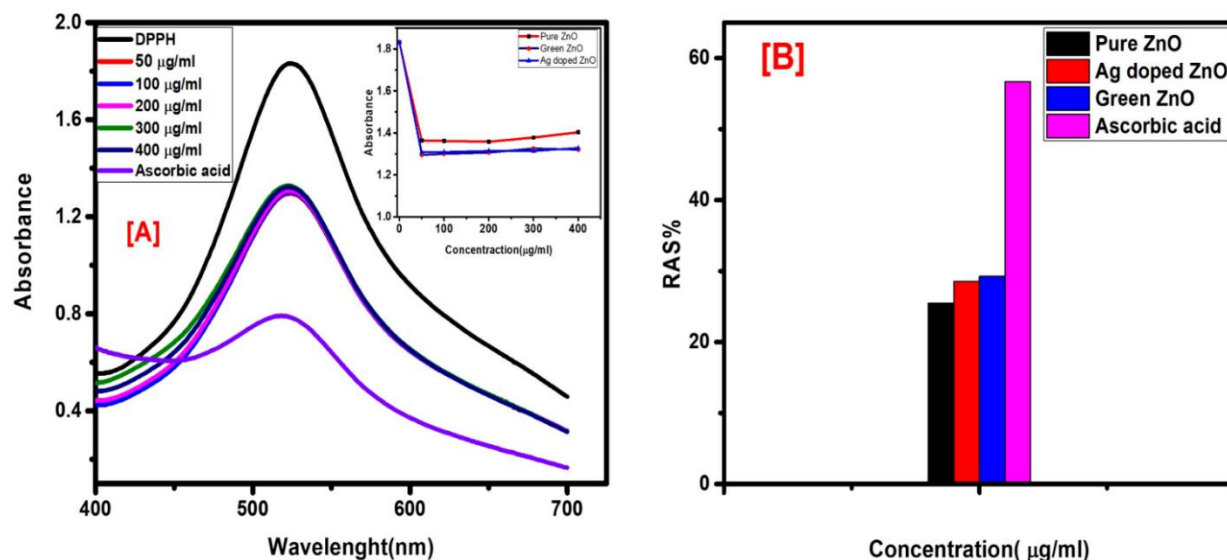 2.0
1.6
1.2
0.8
0.4
Absorbance
DPPH
50 µg/ml
100 µg/ml
200 µg/ml
300 µg/ml
400 µg/ml
Ascorbic acid
[A]
400
500
600
700
Wavelenght(nm)
1.8
1.6
1.4
1.2
1.0
Absorbance
Pure ZnO
Green ZnO
Ag doped ZnO
0
100
200
300
400
Concentraction(µg/ml)
60
40
20
0
RAS%
[B]
Pure ZnO
Ag doped ZnO
Green ZnO
Ascorbic acid
Concentration( µg/ml)